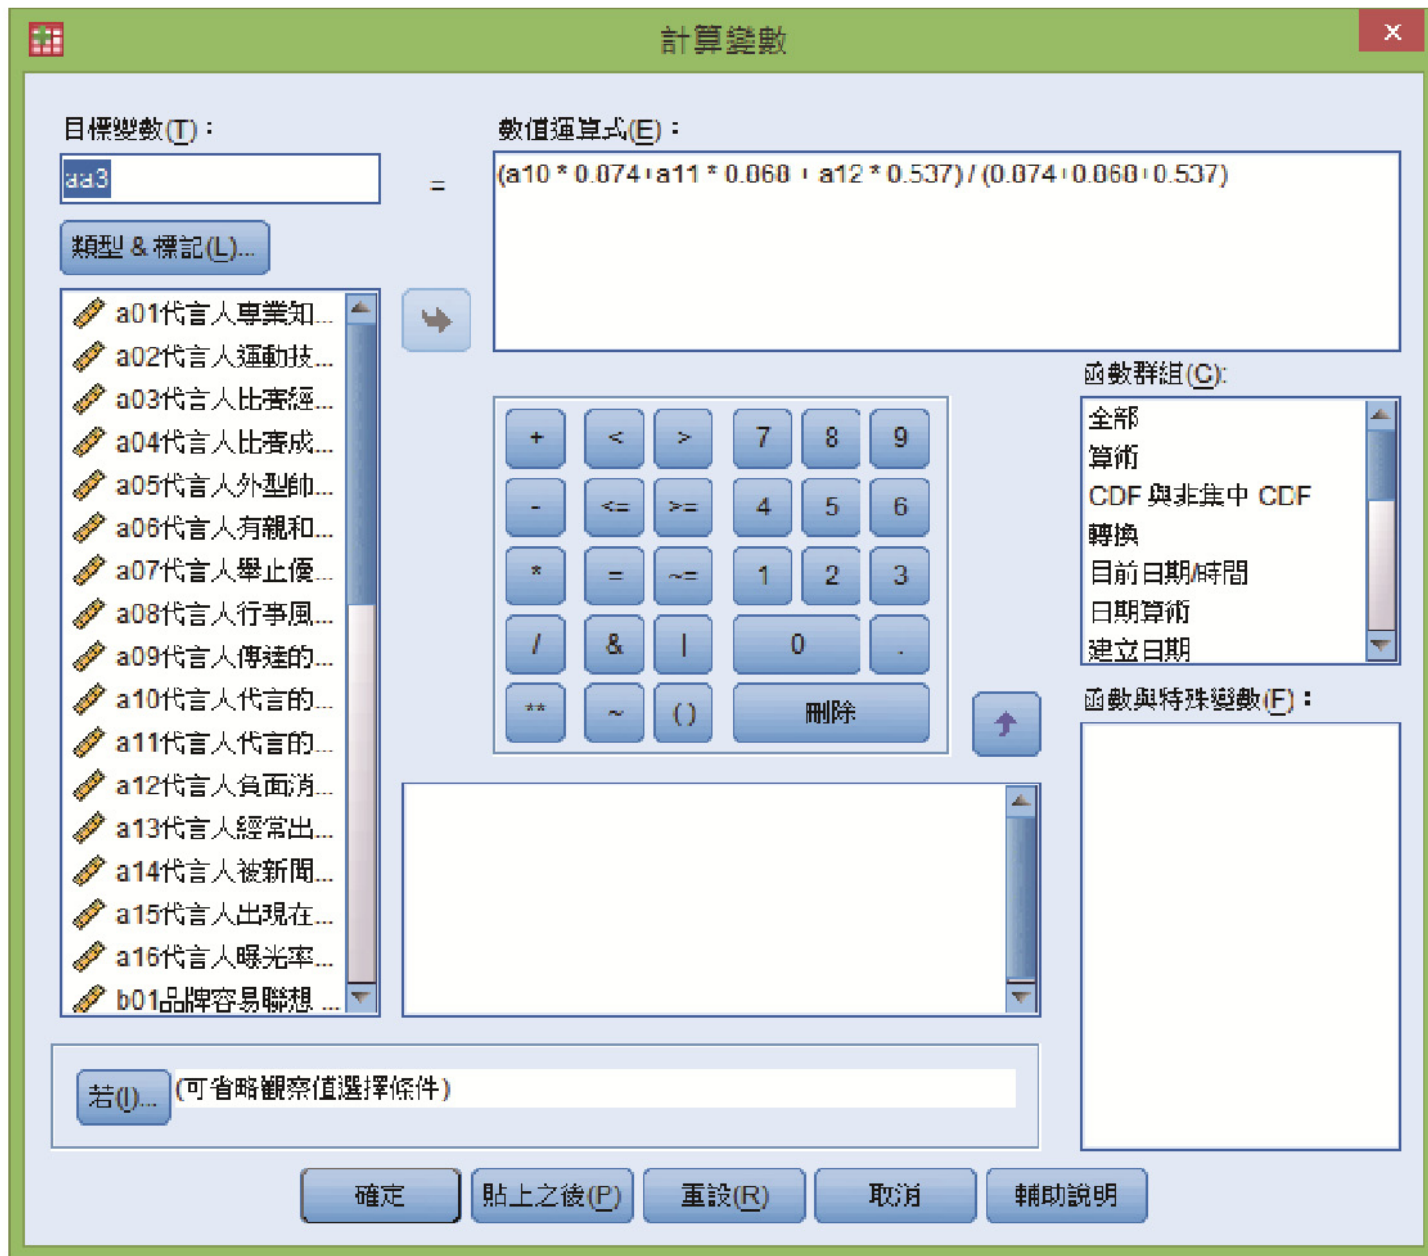 計算變數
x
目標變數(T)：
aa3
=
數值運算式(E)：
(a10 * 0.874+a11 * 0.868 + a12 * 0.537) / (0.874+0.868+0.537)
類型 & 標記(L)...
a01代言人專業知...
a02代言人運動技...
a03代言人比賽經...
a04代言人比賽成...
a05代言人外型帥...
a06代言人有親和...
a07代言人舉止優...
a08代言人行事風...
a09代言人傳達的...
a10代言人代言的...
a11代言人代言的...
a12代言人負面消...
a13代言人經常出...
a14代言人被新聞...
a15代言人出現在...
a16代言人曝光率...
b01品牌容易聯想 ...
+ < > 7 8 9
- <= >= 4 5 6
* = ~= 1 2 3
/ & | 0 .
** ~ ( ) 刪除
函數群組(C):
全部
算術
CDF 與非集中 CDF
轉換
目前日期/時間
日期算術
建立日期
函數與特殊變數(F)：
若(I)... (可省略觀察值選擇條件)
確定 貼上之後(P) 重設(R) 取消 輔助說明